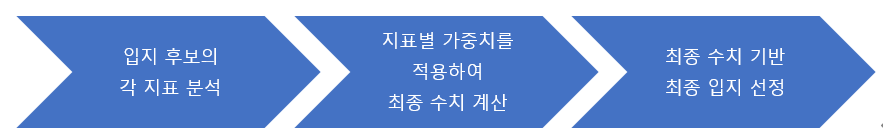 입지 후보의
각 지표 분석
지표별 가중치를
적용하여
최종 수치 계산
최종 수치 기반
최종 입지 선정